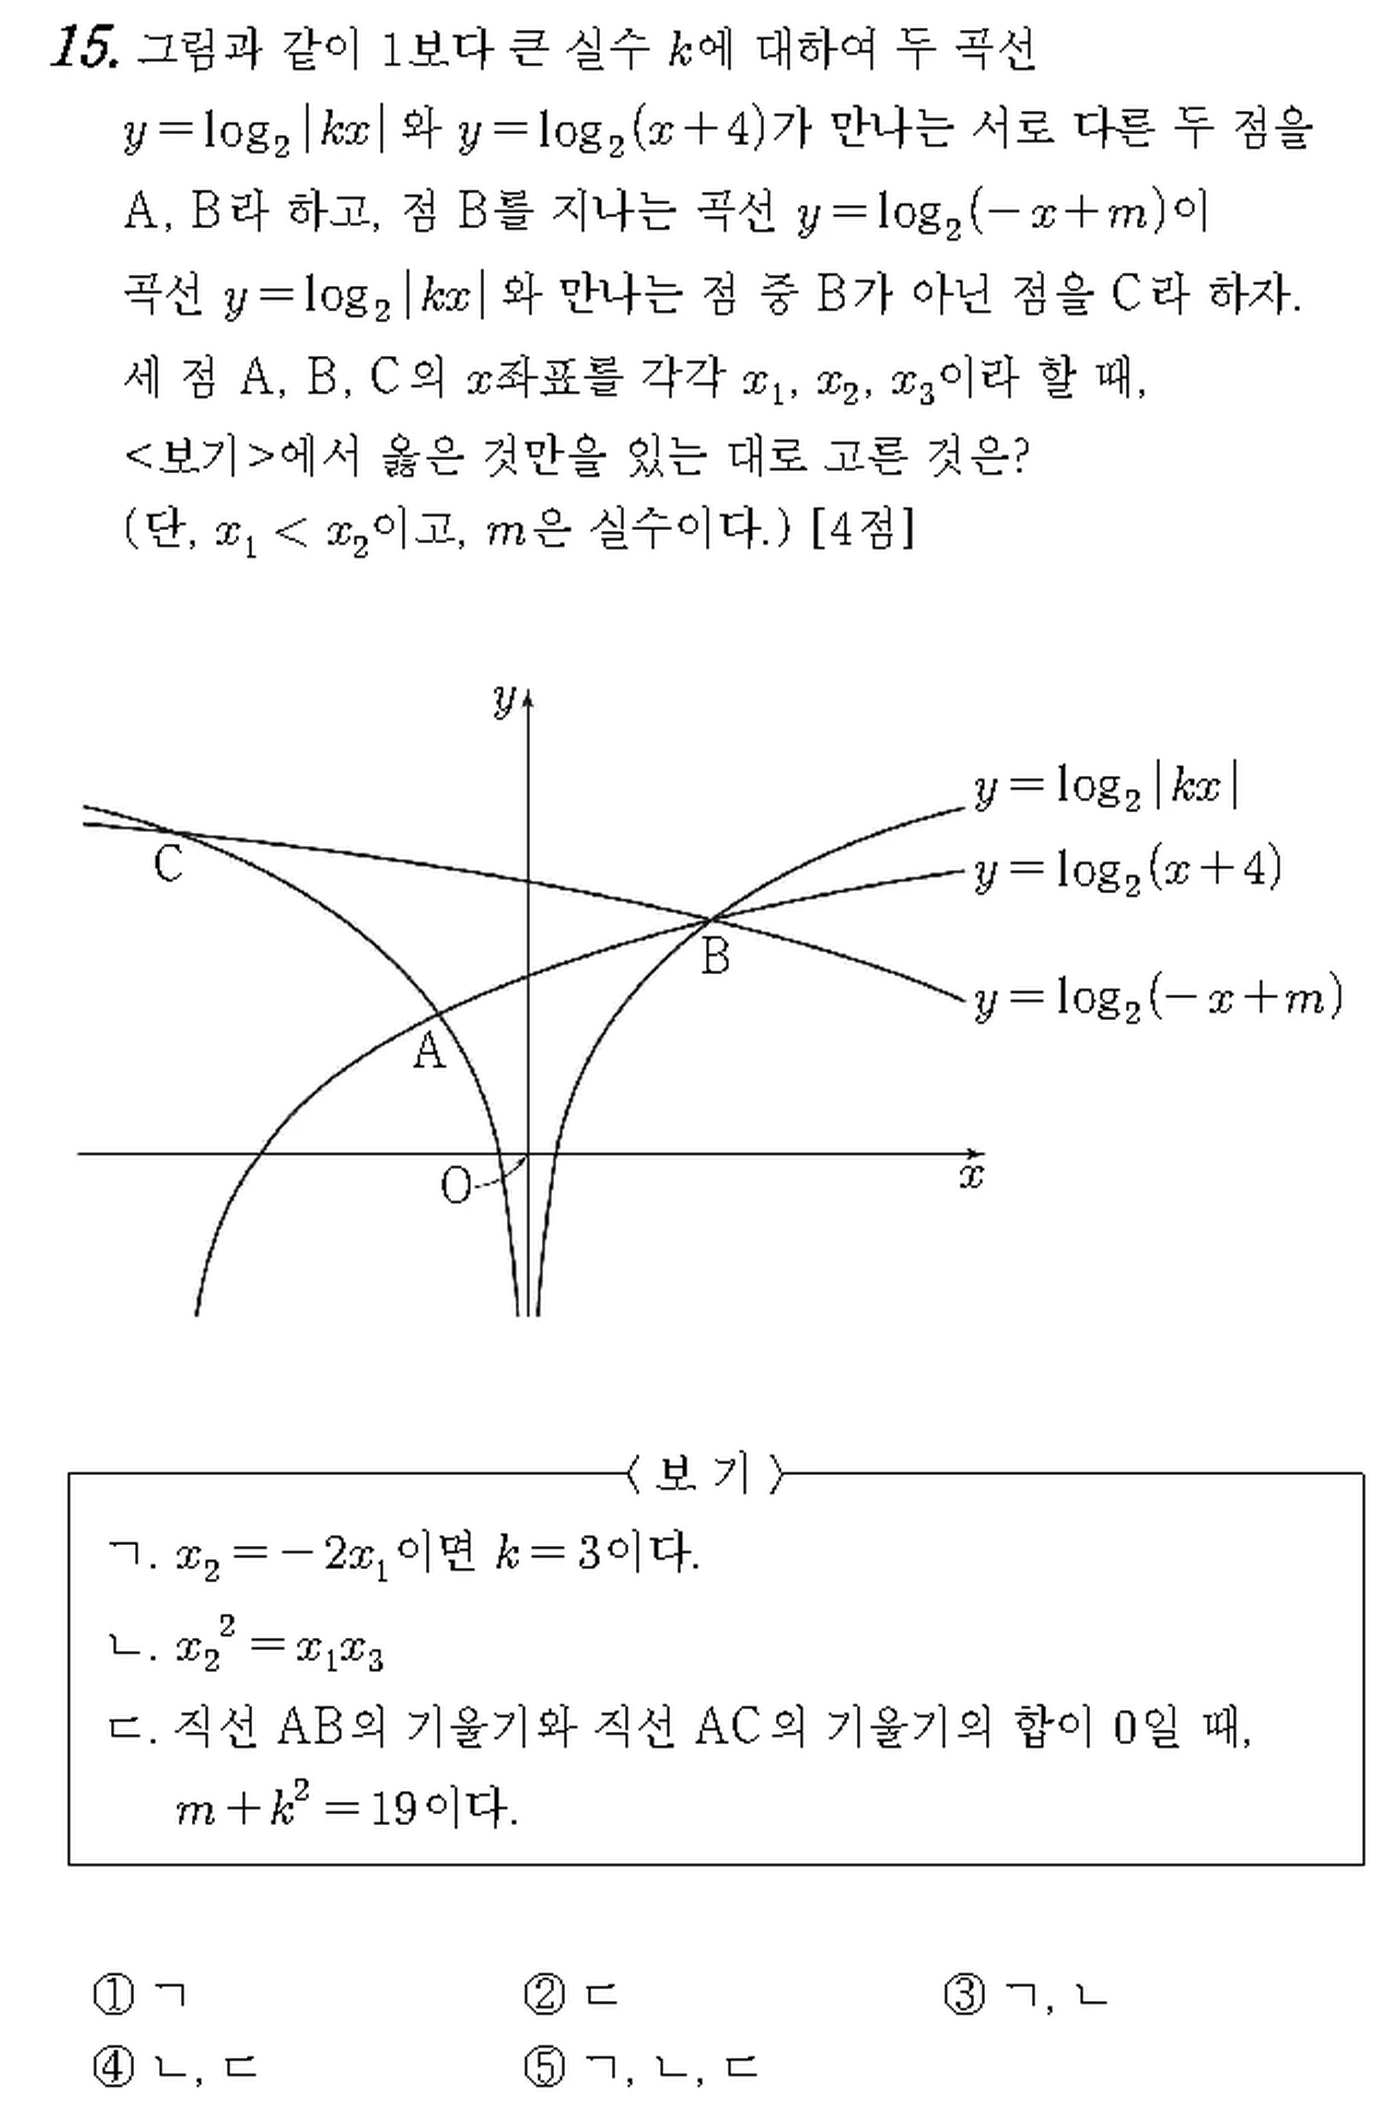 15. 그림과 같이 1보다 큰 실수 k에 대하여 두 곡선
y=log₂|kx|와 y=log₂(x+4)가 만나는 서로 다른 두 점을
A, B라 하고, 점 B를 지나는 곡선 y=log₂(-x+m)이
곡선 y=log₂|kx|와 만나는 점 중 B가 아닌 점을 C라 하자.
세 점 A, B, C의 x좌표를 각각 x₁, x₂, x₃이라 할 때,
<보기>에서 옳은 것만을 있는 대로 고른 것은?
(단, x₁ < x₂이고, m은 실수이다.) [4점]
y
y=log₂|kx|
C
y=log₂(x+4)
B
y=log₂(-x+m)
A
O
x
〈보 기〉
ㄱ. x₂=-2x₁이면 k=3이다.
ㄴ. x₂²=x₁x₃
ㄷ. 직선 AB의 기울기와 직선 AC의 기울기의 합이 0일 때,
m+k²=19이다.
① ㄱ ② ㄷ ③ ㄱ, ㄴ
④ ㄴ, ㄷ ⑤ ㄱ, ㄴ, ㄷ